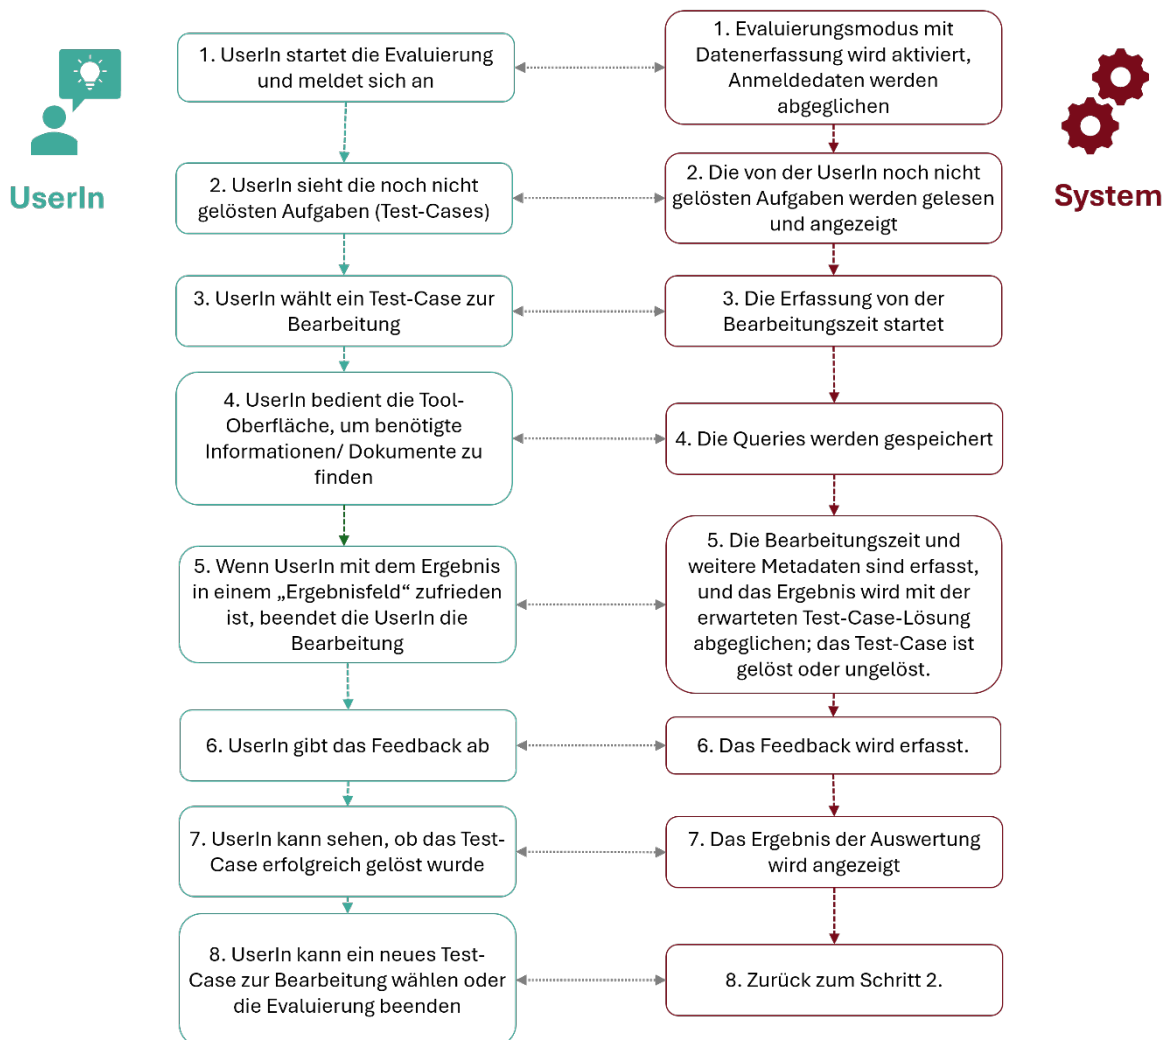 UserIn
System
1. UserIn startet die Evaluierung
und meldet sich an
1. Evaluierungsmodus mit
Datenerfassung wird aktiviert,
Anmeldedaten werden
abgeglichen
2. UserIn sieht die noch nicht
gelösten Aufgaben (Test-Cases)
2. Die von der UserIn noch nicht
gelösten Aufgaben werden gelesen
und angezeigt
3. UserIn wählt ein Test-Case zur
Bearbeitung
3. Die Erfassung von der
Bearbeitungszeit startet
4. UserIn bedient die Tool-
Oberfläche, um benötigte
Informationen/ Dokumente zu
finden
4. Die Queries werden gespeichert
5. Wenn UserIn mit dem Ergebnis
in einem „Ergebnisfeld“ zufrieden
ist, beendet die UserIn die
Bearbeitung
5. Die Bearbeitungszeit und
weitere Metadaten sind erfasst,
und das Ergebnis wird mit der
erwarteten Test-Case-Lösung
abgeglichen; das Test-Case ist
gelöst oder ungelöst.
6. UserIn gibt das Feedback ab
6. Das Feedback wird erfasst.
7. UserIn kann sehen, ob das Test-
Case erfolgreich gelöst wurde
7. Das Ergebnis der Auswertung
wird angezeigt
8. UserIn kann ein neues Test-
Case zur Bearbeitung wählen oder
die Evaluierung beenden
8. Zurück zum Schritt 2.